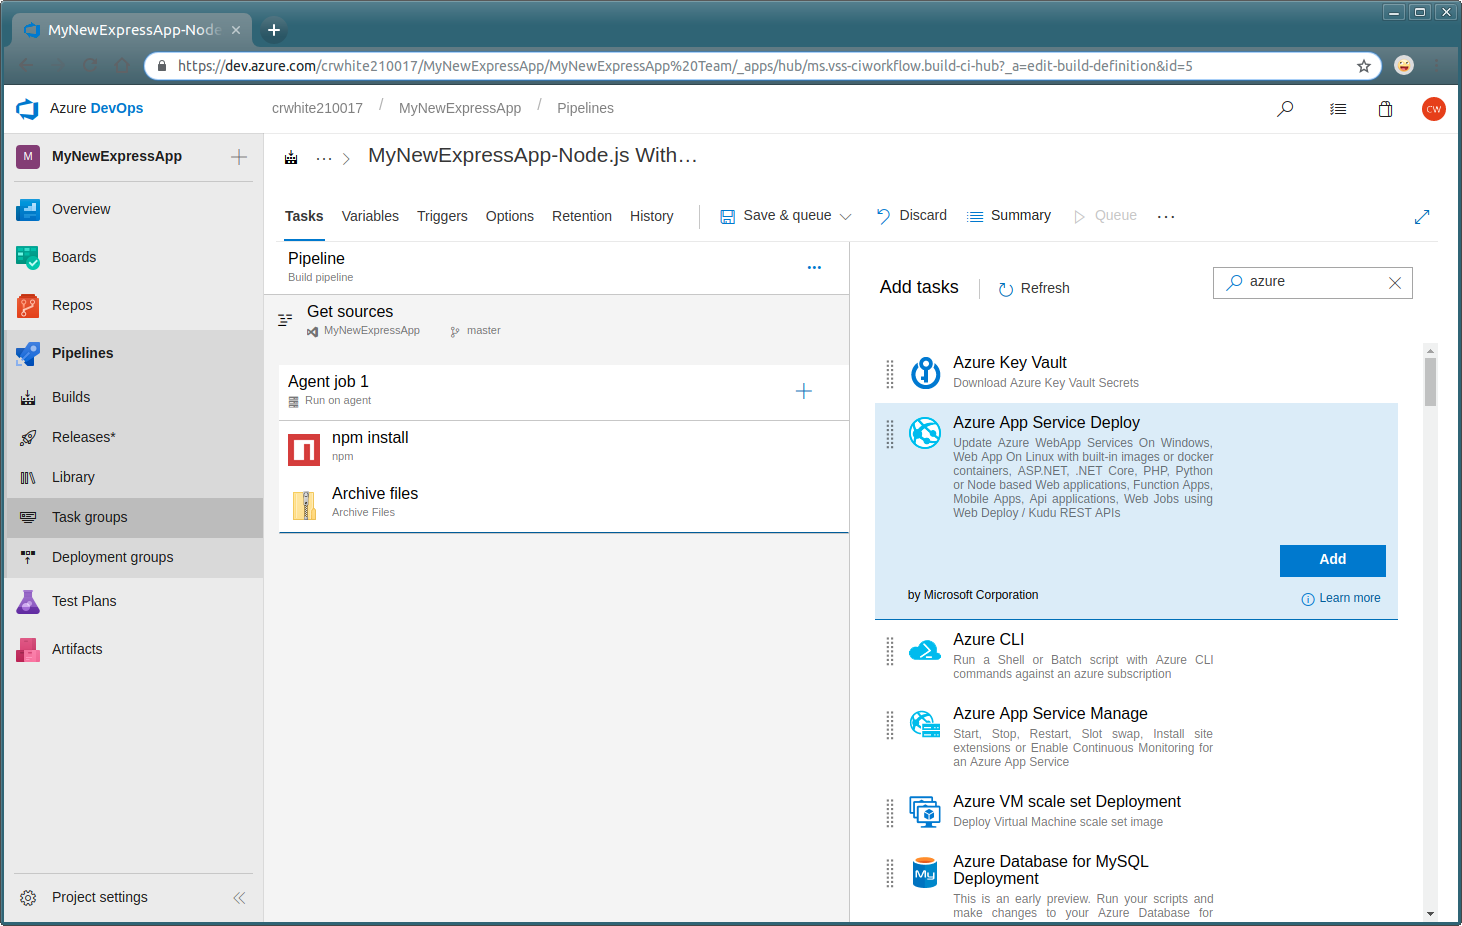 MyNewExpressApp-Node
https://dev.azure.com/crwhite210017/MyNewExpressApp/MyNewExpressApp%20Team/_apps/hub/ms.vss-ciworkflow.build-ci-hub?_a=edit-build-definition&id=5
Azure DevOps
crwhite210017 / MyNewExpressApp / Pipelines
CW
M MyNewExpressApp
Overview
Boards
Repos
Pipelines
Builds
Releases*
Library
Task groups
Deployment groups
Test Plans
Artifacts
Project settings
... MyNewExpressApp-Node.js With…
Tasks Variables Triggers Options Retention History Save & queue Discard Summary Queue ...
Pipeline
Build pipeline
Get sources
MyNewExpressApp master
Agent job 1
Run on agent
npm install
npm
Archive files
Archive Files
Add tasks Refresh azure
Azure Key Vault
Download Azure Key Vault Secrets
Azure App Service Deploy
Update Azure WebApp Services On Windows,
Web App On Linux with built-in images or docker
containers, ASP.NET, .NET Core, PHP, Python
or Node based Web applications, Function Apps,
Mobile Apps, Api applications, Web Jobs using
Web Deploy / Kudu REST APIs
Add
by Microsoft Corporation Learn more
Azure CLI
Run a Shell or Batch script with Azure CLI
commands against an azure subscription
Azure App Service Manage
Start, Stop, Restart, Slot swap, Install site
extensions or Enable Continuous Monitoring for
an Azure App Service
Azure VM scale set Deployment
Deploy Virtual Machine scale set image
My
Azure Database for MySQL
Deployment
This is an early preview. Run your scripts and
make changes to your Azure Database for